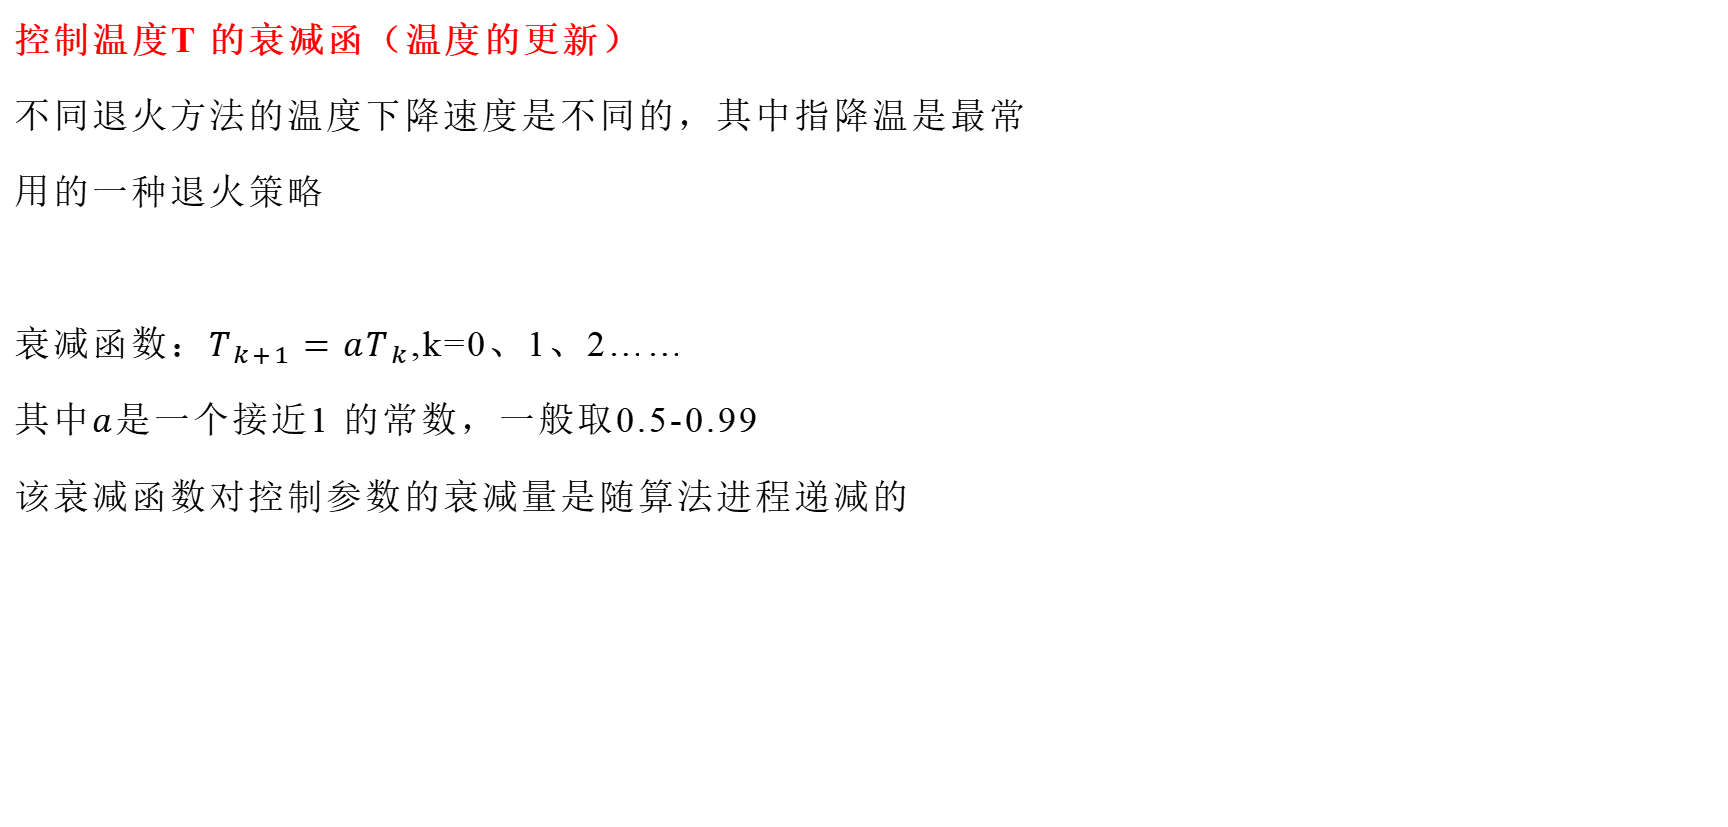 控制温度T 的衰减函（温度的更新）
不同退火方法的温度下降速度是不同的，其中指降温是最常
用的一种退火策略
衰减函数：T_{k+1} = aT_k,k=0、1、2……
其中a是一个接近1 的常数，一般取0.5-0.99
该衰减函数对控制参数的衰减量是随算法进程递减的